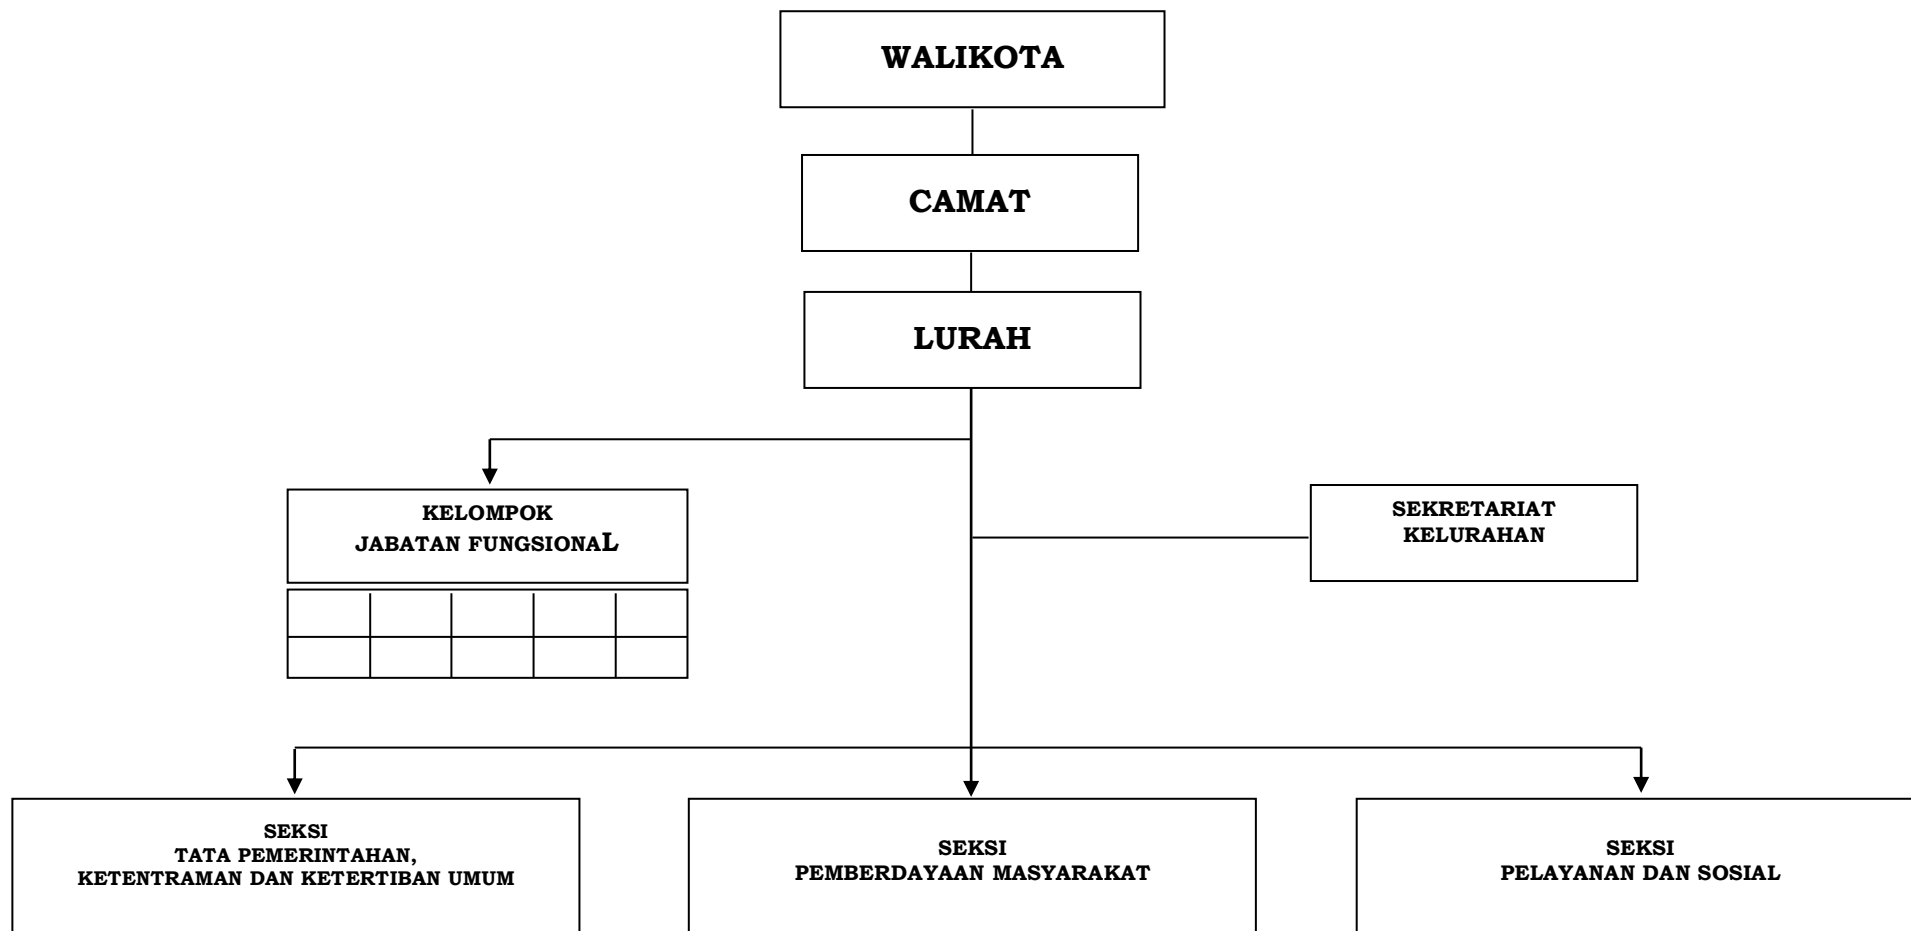 WALIKOTA
CAMAT
LURAH
KELOMPOK
JABATAN FUNGSIONAL
SEKRETARIAT
KELURAHAN
SEKSI
TATA PEMERINTAHAN,
KETENTRAMAN DAN KETERTIBAN UMUM
SEKSI
PEMBERDAYAAN MASYARAKAT
SEKSI
PELAYANAN DAN SOSIAL